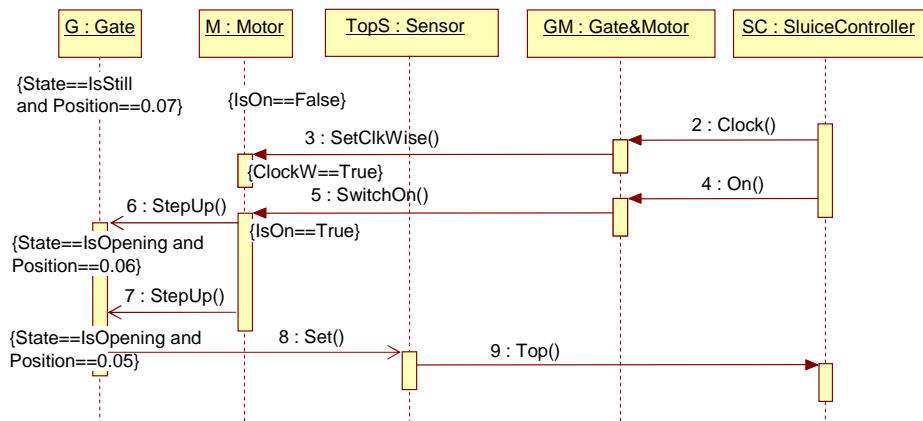 G : Gate
M : Motor
TopS : Sensor
GM : Gate&Motor
SC : SluiceController
{State==IsStill
and Position==0.07}
{IsOn==False}
2 : Clock()
3 : SetClkWise()
{ClockW==True}
4 : On()
5 : SwitchOn()
6 : StepUp()
{IsOn==True}
{State==IsOpening and
Position==0.06}
7 : StepUp()
{State==IsOpening and
Position==0.05}
8 : Set()
9 : Top()